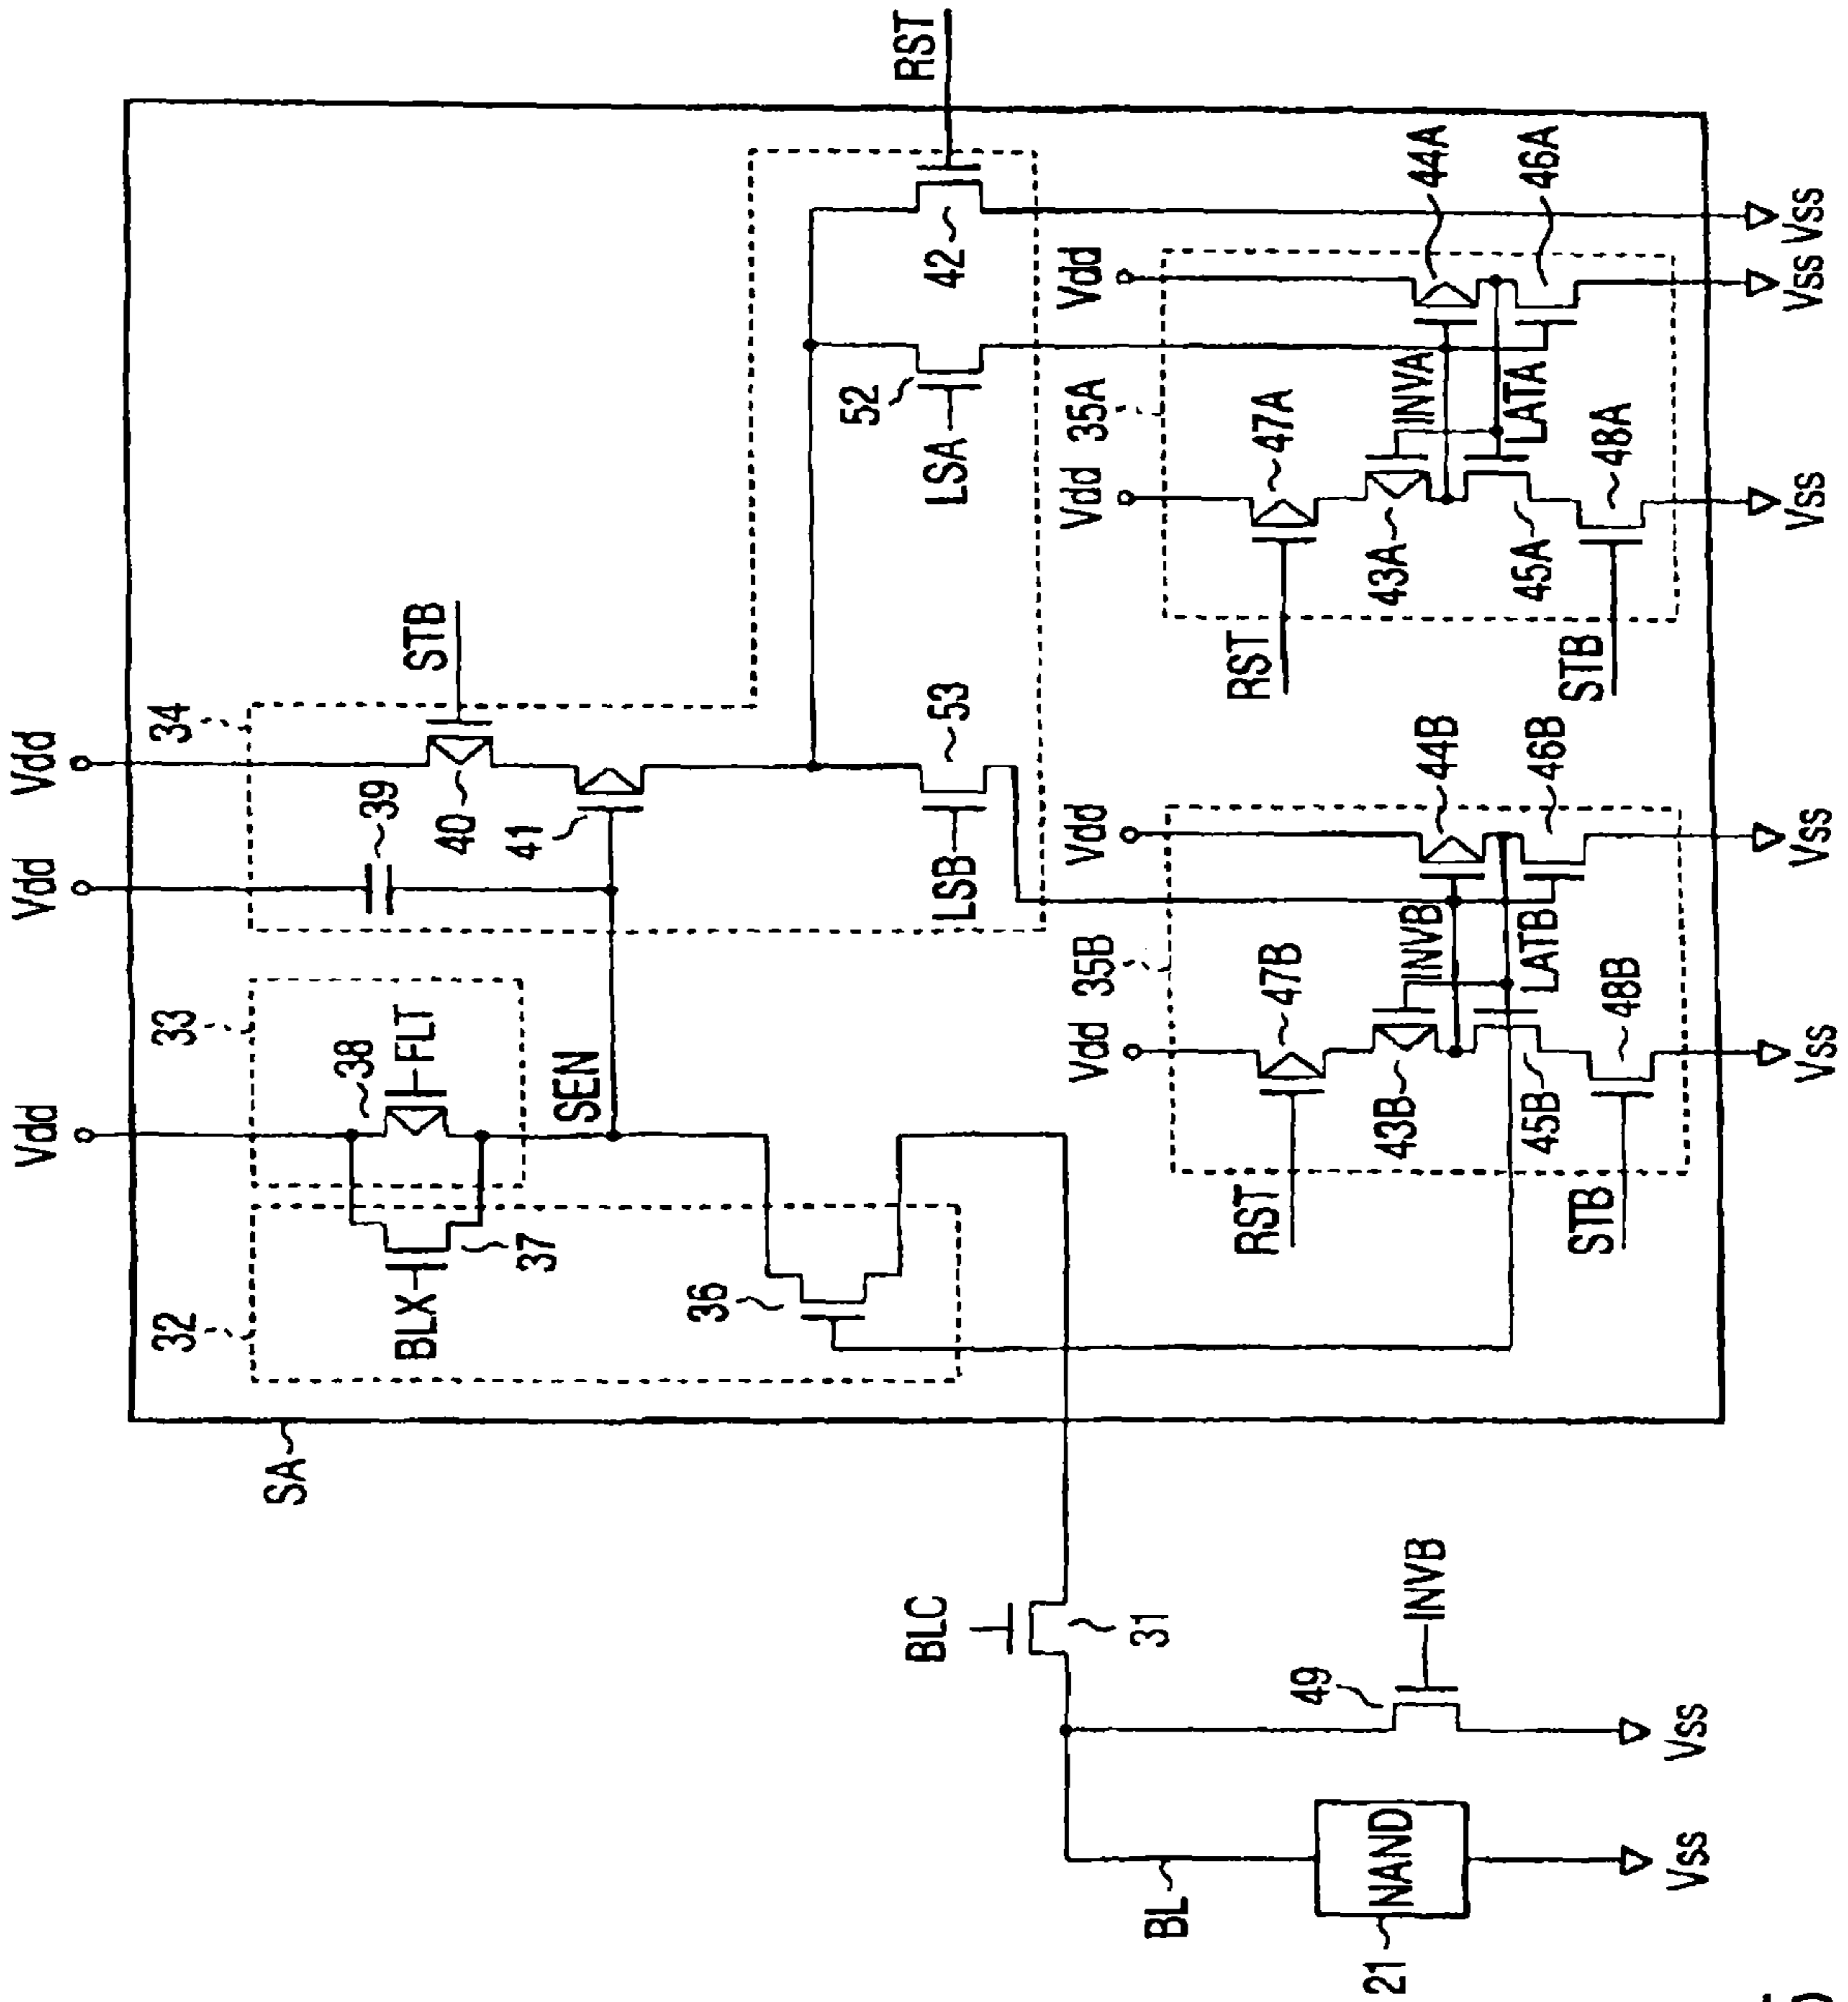 Vdd
Vdd
Vdd
SA
32
33
34
BLX
37
38
FLT
39
40
STB
41
SEN
36
LSB
53
LSA
52
42
RST
BLC
31
BL
21
NAND
Vss
49
INVB
Vss
35B
Vdd
Vdd
RST
47B
43B
INVB
44B
45B
LATB
46B
STB
48B
Vss
Vss
35A
Vdd
Vdd
RST
47A
43A
INVA
44A
45A
LATA
46A
STB
48A
Vss
Vss
Vss